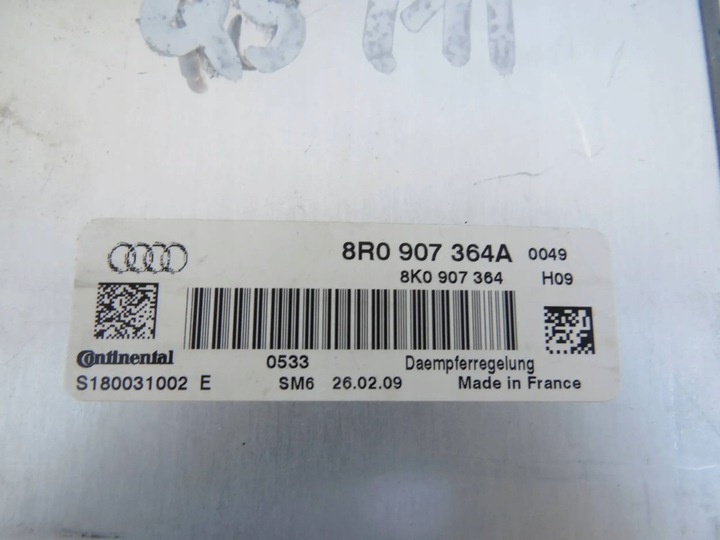 8R0 907 364A 0049
8K0 907 364 H09
Continental 0533 Daempferregelung
S180031002 E SM6 26.02.09 Made in France